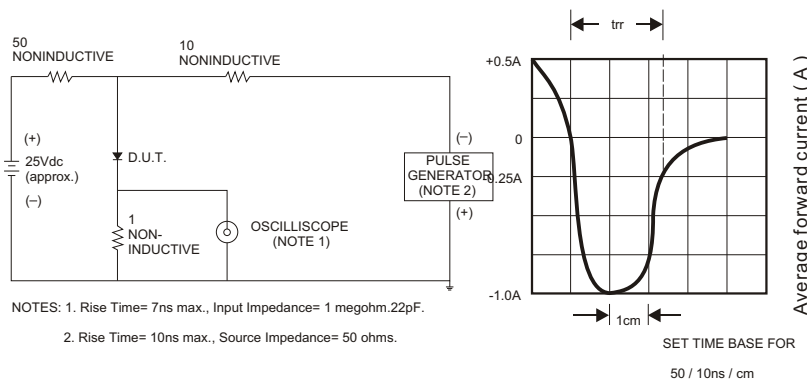 50
NONINDUCTIVE
10
NONINDUCTIVE
(+)
25Vdc
(approx.)
(–)
D.U.T.
1
NON-
INDUCTIVE
OSCILLISCOPE
(NOTE 1)
(–)
PULSE
GENERATOR
(NOTE 2)
(+)
NOTES: 1. Rise Time= 7ns max., Input Impedance= 1 megohm.22pF.
2. Rise Time= 10ns max., Source Impedance= 50 ohms.
trr
+0.5A
0
0.25A
-1.0A
1cm
SET TIME BASE FOR
50 / 10ns / cm
Average forward current ( A )